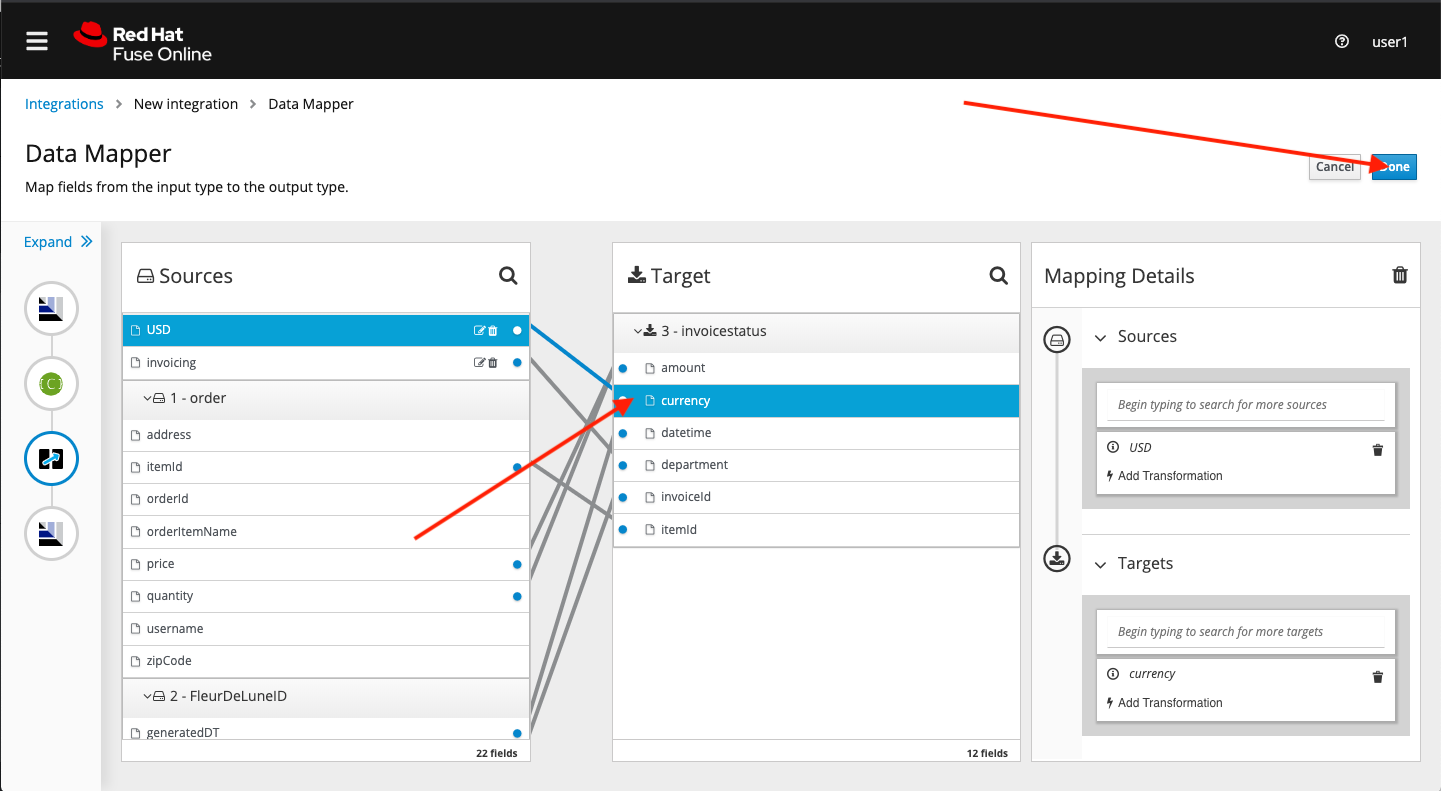 Red Hat
Fuse Online
user1
Integrations > New integration > Data Mapper
Data Mapper
Map fields from the input type to the output type.
Cancel
one
Expand
Sources
USD
invoicing
1 - order
address
itemId
orderId
orderItemName
price
quantity
username
zipCode
2 - FleurDeLuneID
generatedDT
22 fields
Target
3 - invoicestatus
amount
currency
datetime
department
invoiceId
itemId
12 fields
Mapping Details
Sources
Begin typing to search for more sources
USD
Add Transformation
Targets
Begin typing to search for more targets
currency
Add Transformation
{C}